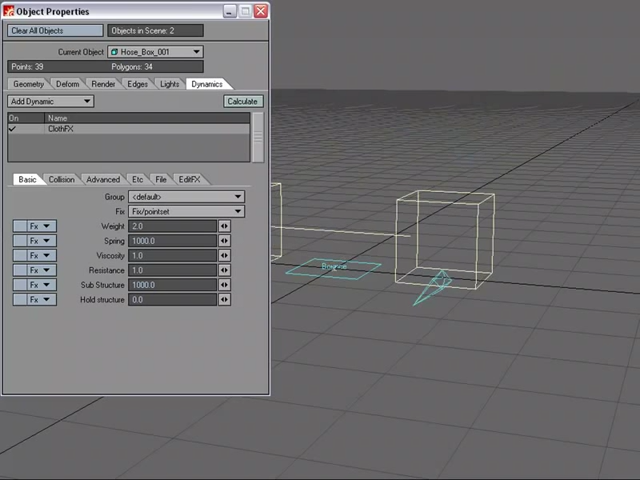 Object Properties
Clear All Objects Objects in Scene: 2
Current Object Hose_Box_001
Points: 39 Polygons: 34
Geometry Deform Render Edges Lights Dynamics
Add Dynamic Calculate
On Name
ClothFX
Basic Collision Advanced Etc File EditFX
Group <default>
Fix Fix/pointset
Fx Weight 2.0
Fx Spring 1000.0
Fx Viscosity 1.0
Fx Resistance 1.0
Fx Sub Structure 1000.0
Fx Hold structure 0.0